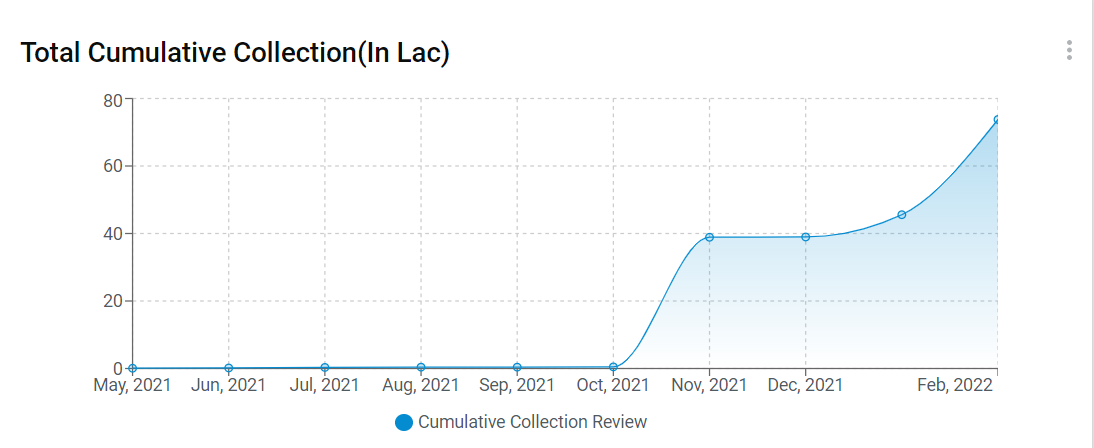 Total Cumulative Collection(In Lac)
80
60
40
20
0
May, 2021 Jun, 2021 Jul, 2021 Aug, 2021 Sep, 2021 Oct, 2021 Nov, 2021 Dec, 2021 Feb, 2022
Cumulative Collection Review